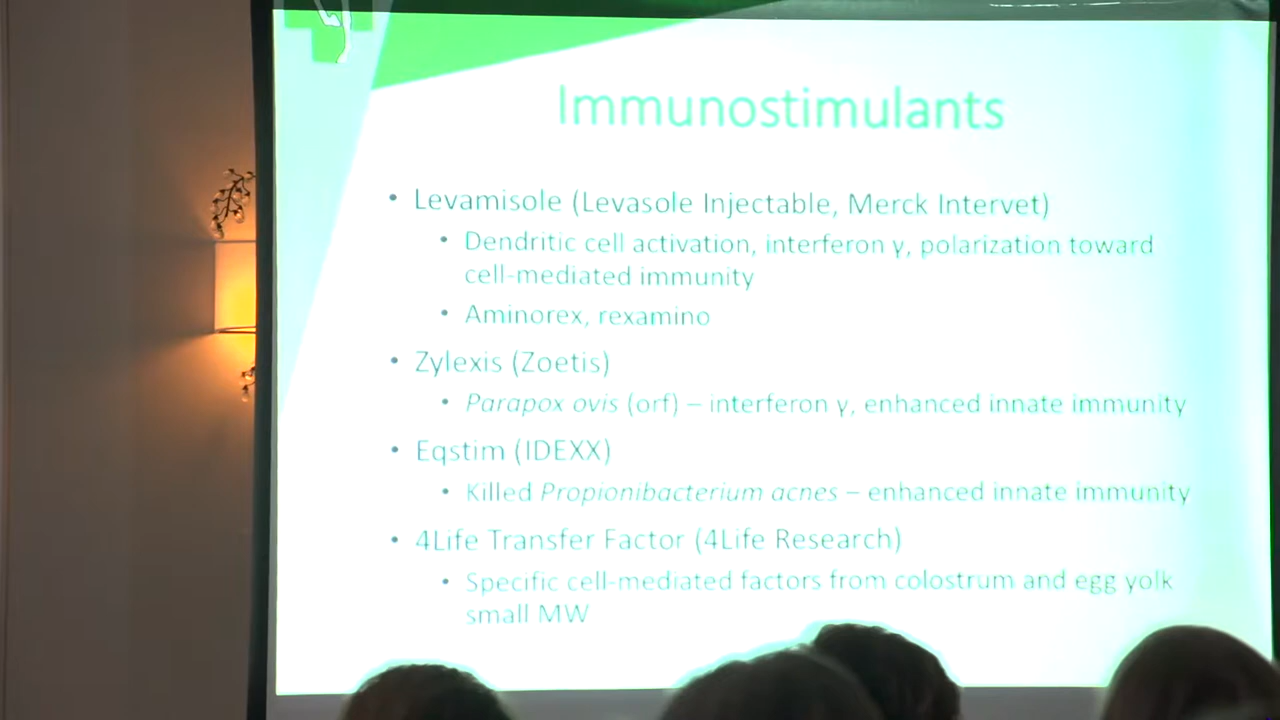 Immunostimulants
• Levamisole (Levasole Injectable, Merck Intervet)
• Dendritic cell activation, interferon γ, polarization toward
cell-mediated immunity
• Aminorex, rexamino
• Zylexis (Zoetis)
• Parapox ovis (orf) – interferon γ, enhanced innate immunity
• Eqstim (IDEXX)
• Killed Propionibacterium acnes – enhanced innate immunity
• 4Life Transfer Factor (4Life Research)
• Specific cell-mediated factors from colostrum and egg yolk
small MW